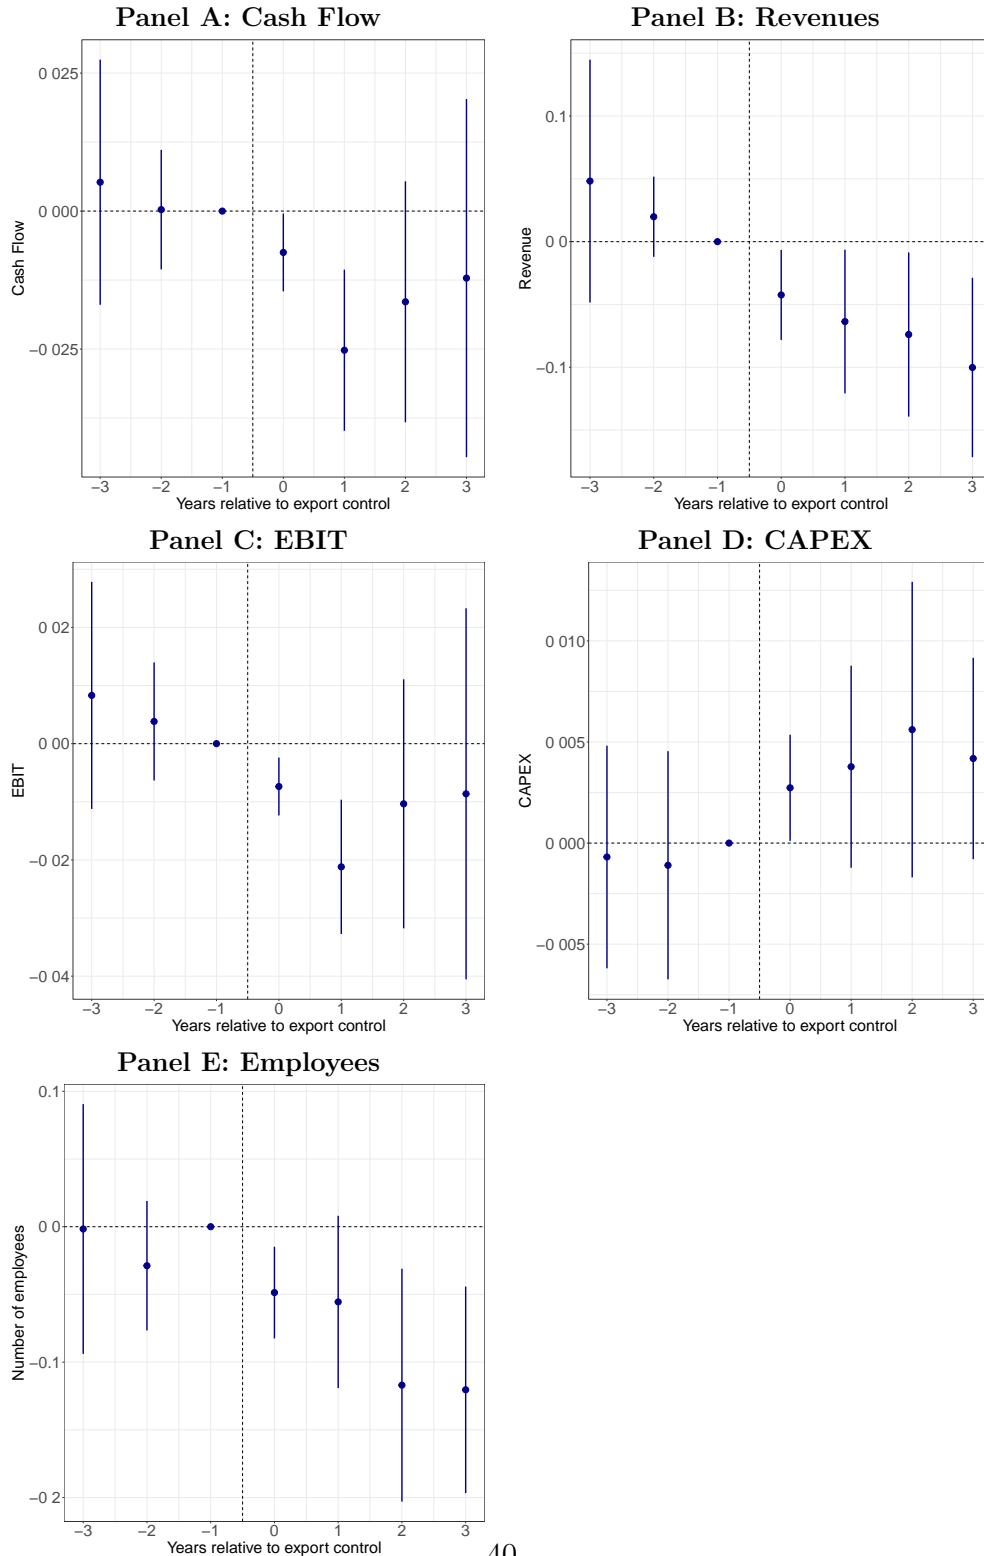 Panel A: Cash Flow
0 025
0 000
−0 025
Cash Flow
−3 −2 −1 0 1 2 3
Years relative to export control
Panel B: Revenues
0.1
0 0
−0.1
Revenue
−3 −2 −1 0 1 2 3
Years relative to export control
Panel C: EBIT
0 02
0 00
−0 02
−0 04
EBIT
−3 −2 −1 0 1 2 3
Years relative to export control
Panel D: CAPEX
0 010
0 005
0 000
−0 005
CAPEX
−3 −2 −1 0 1 2 3
Years relative to export control
Panel E: Employees
0.1
0 0
−0.1
−0 2
Number of employees
−3 −2 −1 0 1 2 3
Years relative to export control
40